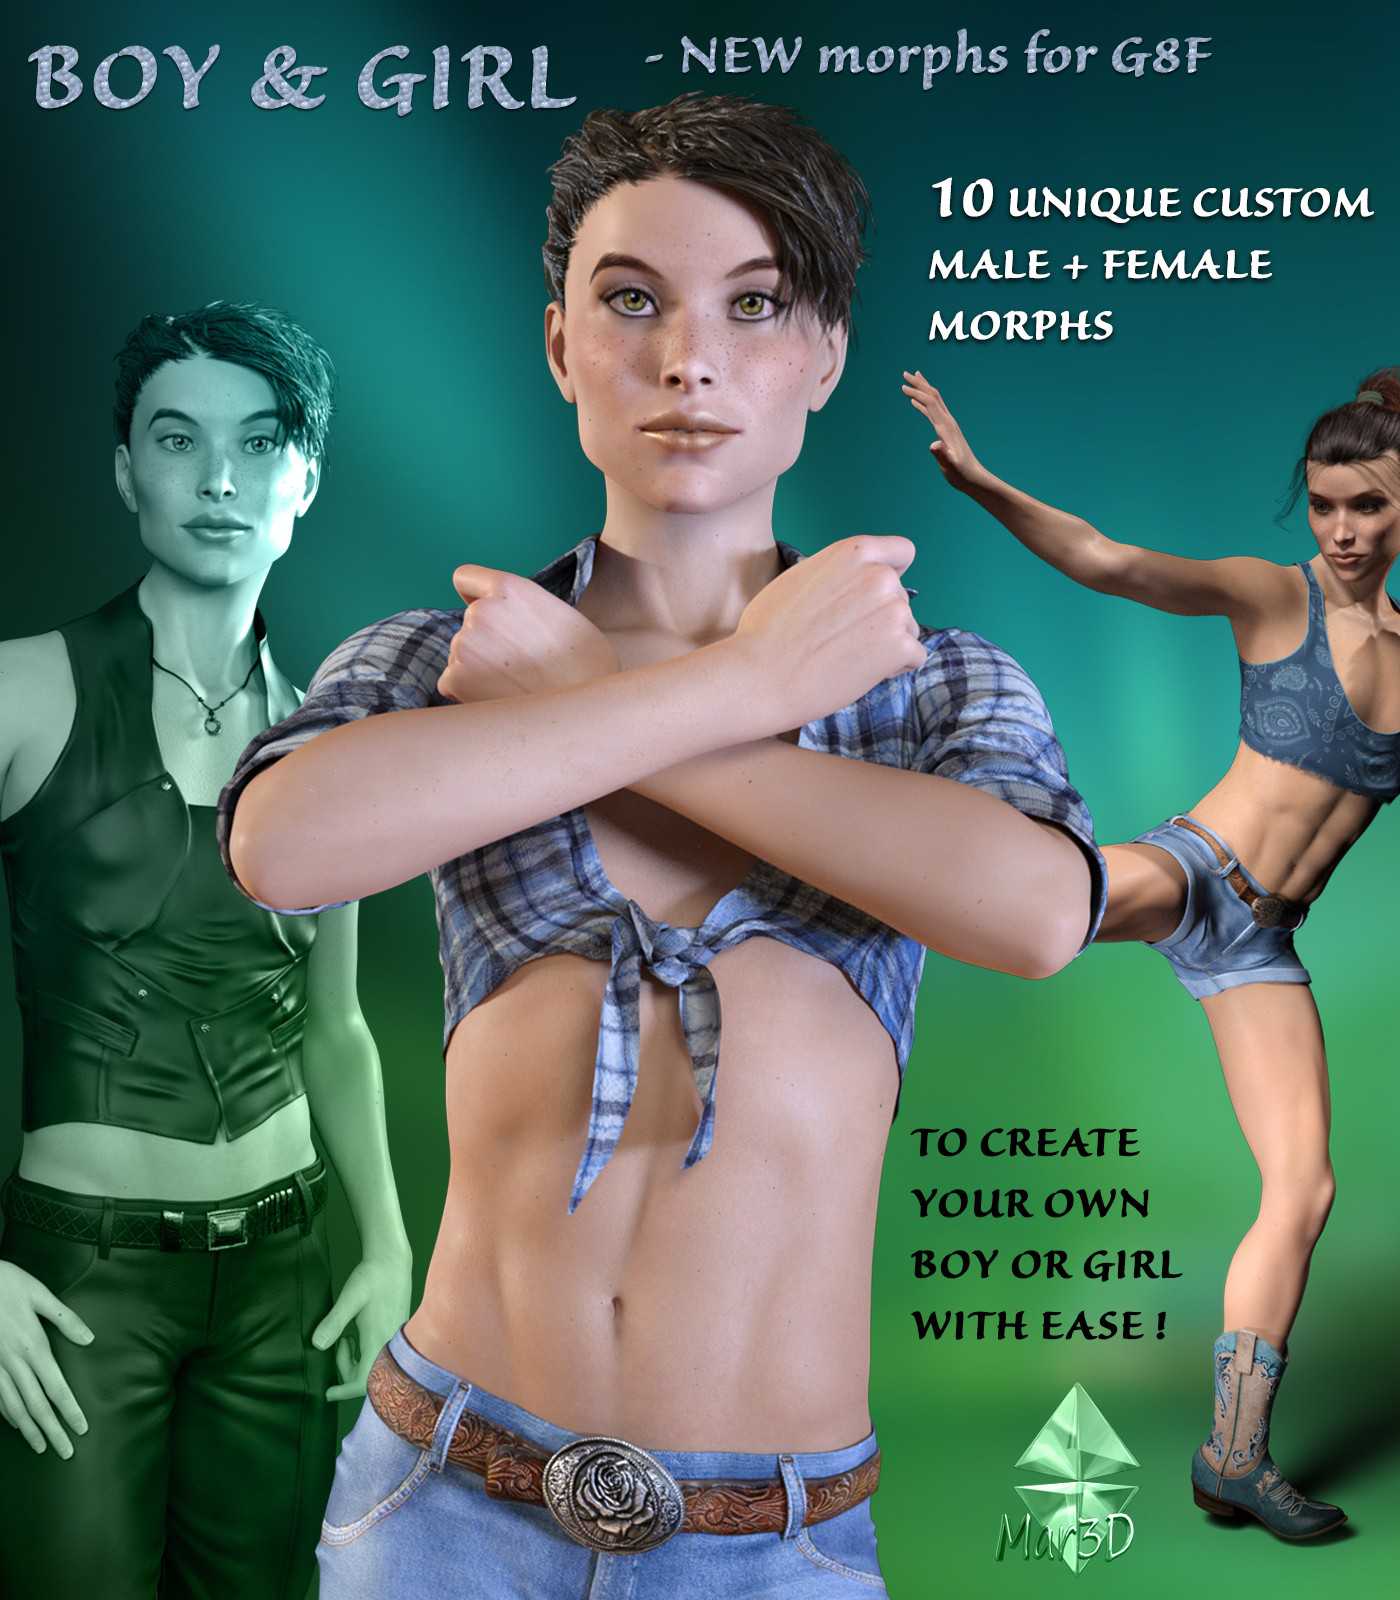 BOY & GIRL
- NEW morphs for G8F
10 UNIQUE CUSTOM
MALE + FEMALE
MORPHS
TO CREATE
YOUR OWN
BOY OR GIRL
WITH EASE !
Mar3D